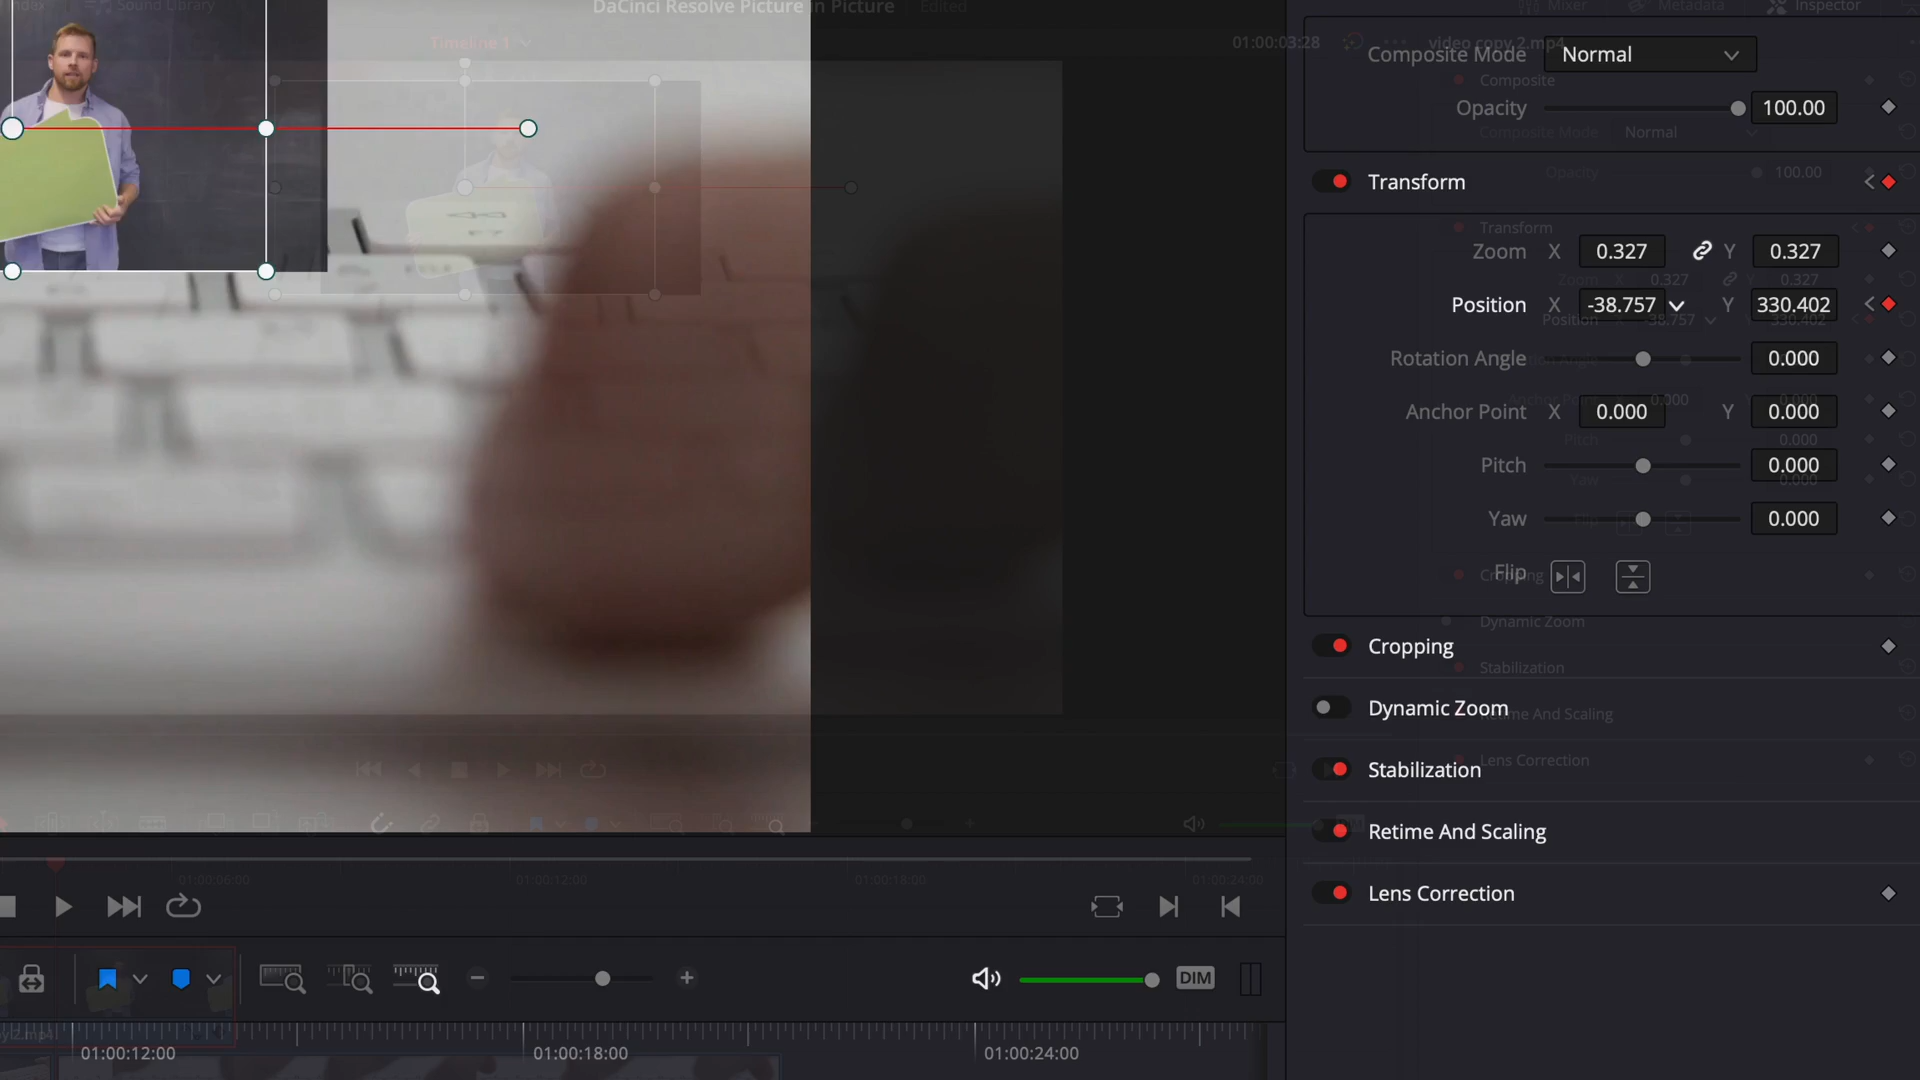 Sound Library
DaCinci Resolve Picture in Picture
Edited
Mixer
Metadata
Inspector
Timeline 1
01:00:03:28
video copy 2.mp4
Composite Mode
Normal
Composite
Opacity
100.00
Composite Mode
Normal
Opacity
100.00
Transform
Transform
Zoom X 0.327 Y 0.327
Zoom X 0.327 Y 0.327
Position X -38.757 Y 330.402
Position X -38.757 330.402
Rotation Angle 0.000
Anchor Point 0.000 0.000
Anchor Point X 0.000 Y 0.000
Pitch 0.000
Pitch 0.000
Yaw 0.000
Yaw 0.000
Flip
Flip
Cropping
Dynamic Zoom
Cropping
Stabilization
Dynamic Zoom
Retime And Scaling
Lens Correction
Stabilization
Retime And Scaling
Lens Correction
01:00:06:00
01:00:12:00
01:00:18:00
01:00:24:00
DIM
01:00:12:00
01:00:18:00
01:00:24:00